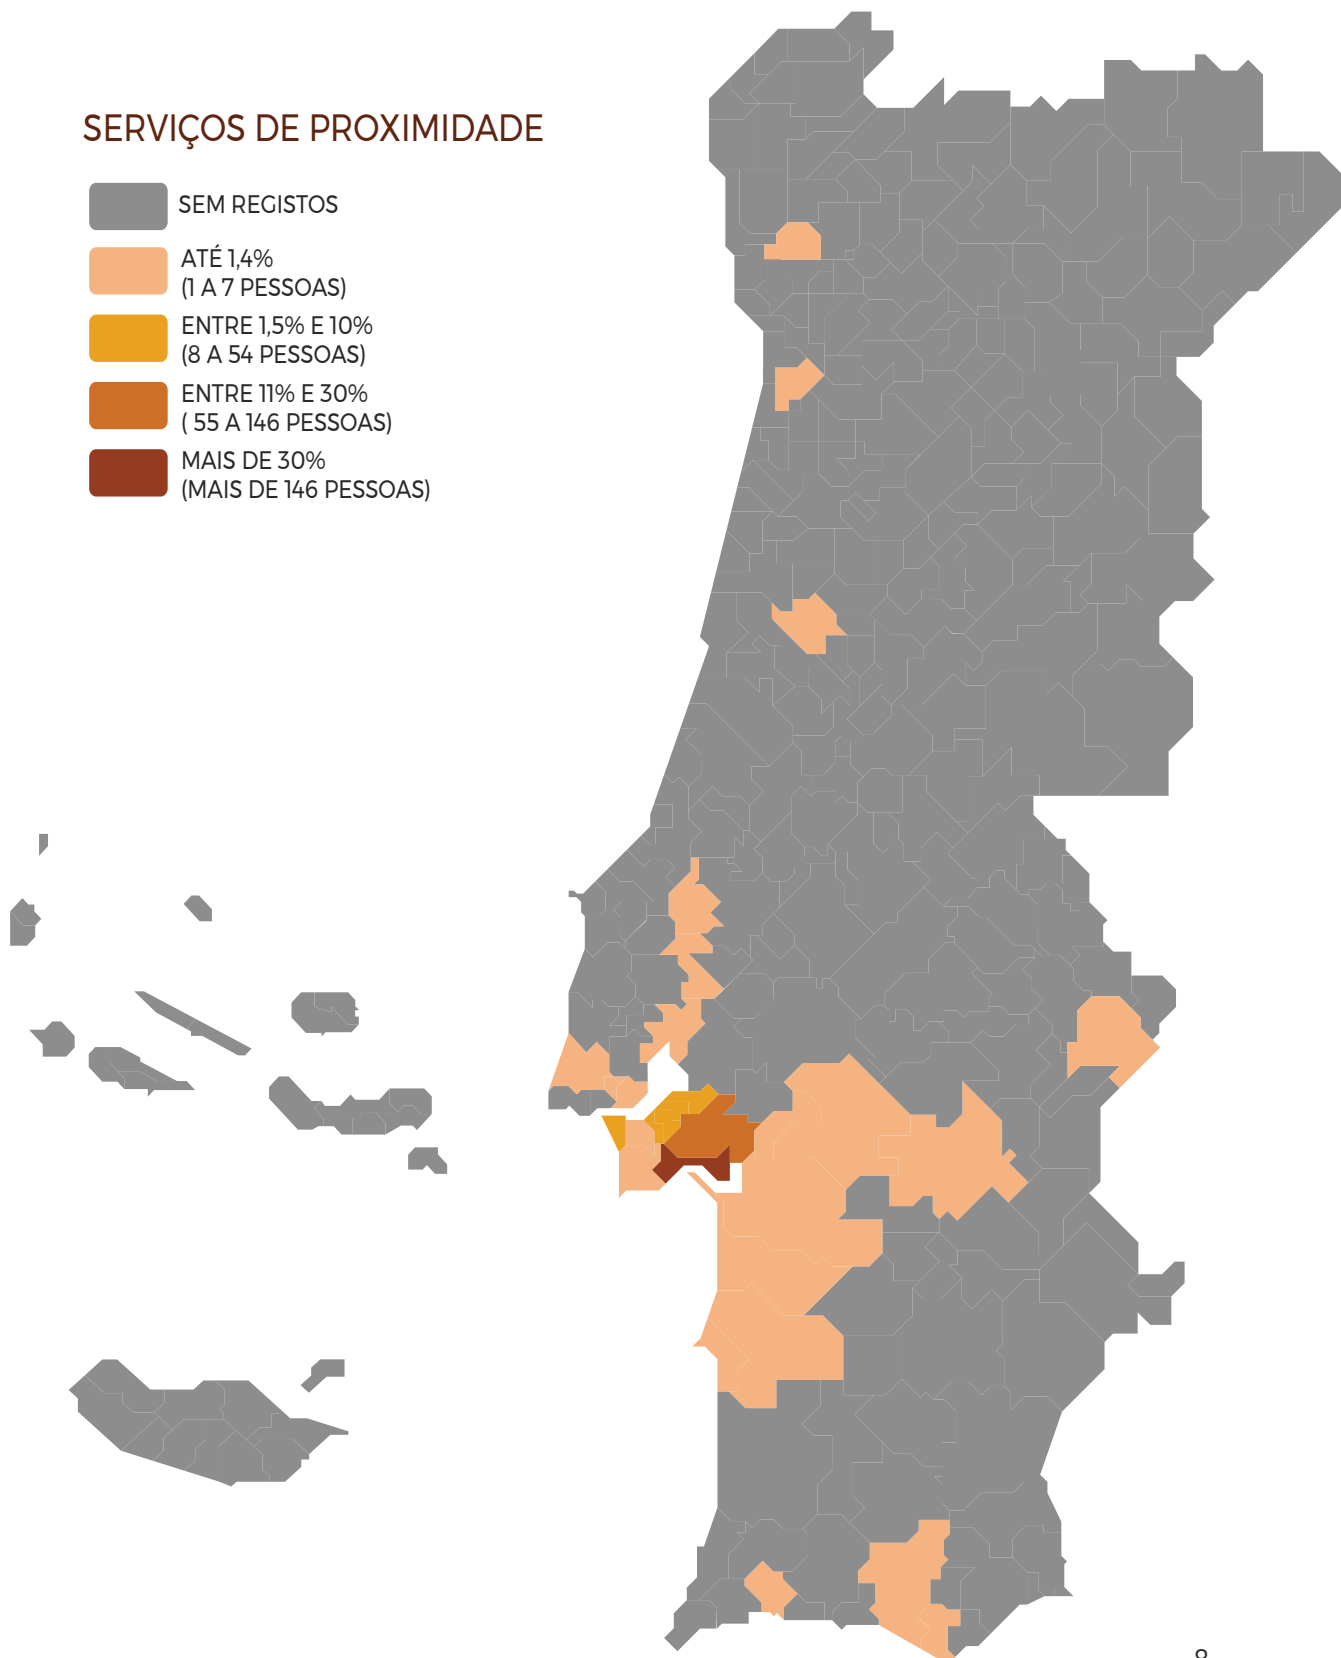 SERVIÇOS DE PROXIMIDADE
SEM REGISTOS
ATÉ 1,4%
(1 A 7 PESSOAS)
ENTRE 1,5% E 10%
(8 A 54 PESSOAS)
ENTRE 11% E 30%
( 55 A 146 PESSOAS)
MAIS DE 30%
(MAIS DE 146 PESSOAS)